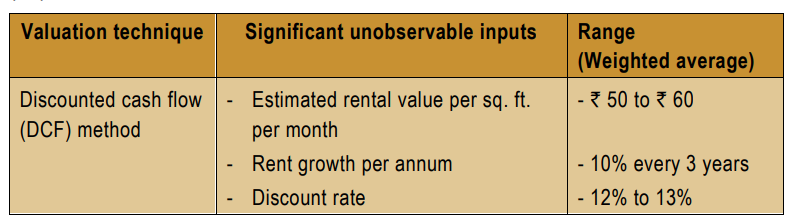 Valuation technique Significant unobservable inputs Range
(Weighted average)
Discounted cash flow - Estimated rental value per sq. ft. - ₹ 50 to ₹ 60
(DCF) method per month
- Rent growth per annum - 10% every 3 years
- Discount rate - 12% to 13%